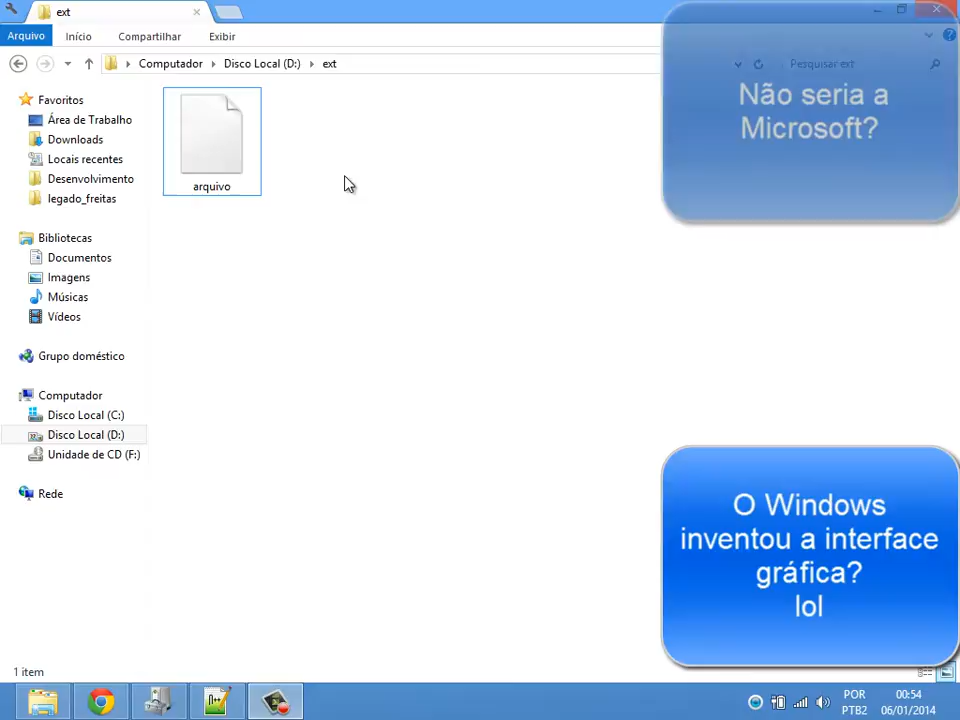 ext
Arquivo
Início
Compartilhar
Exibir
Computador
Disco Local (D:)
ext
Pesquisar ext
Não seria a
Microsoft?
Favoritos
Área de Trabalho
Downloads
Locais recentes
Desenvolvimento
legado_freitas
Bibliotecas
Documentos
Imagens
Músicas
Vídeos
Grupo doméstico
Computador
Disco Local (C:)
Disco Local (D:)
Unidade de CD (F:)
Rede
arquivo
O Windows
inventou a interface
gráfica?
lol
1 item
POR
PTB2
00:54
06/01/2014